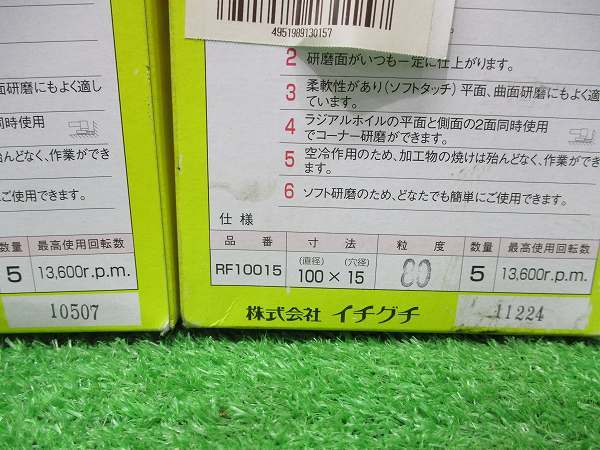 面研磨にもよく適し
同時使用
殆んどなく、作業ができ
ご使用できます。
数量 最高使用回転数
5 13,600r.p.m.
10507
4951989130157
2 研磨面がいつも一定に仕上がります。
3 柔軟性があり(ソフトタッチ)平面、曲面研磨にもよく適し
ています。
4 ラジアルホイルの平面と側面の2面同時使用
でコーナー研磨ができます。
5 空冷作用のため、加工物の焼けは殆んどなく、作業ができ
ます。
6 ソフト研磨のため、どなたでも簡単にご使用できます。
仕様
品番 寸法 粒度 数量 最高使用回転数
RF10015 (直径) (穴径) 100×15 80 5 13,600r.p.m.
株式会社 イチグチ
11224